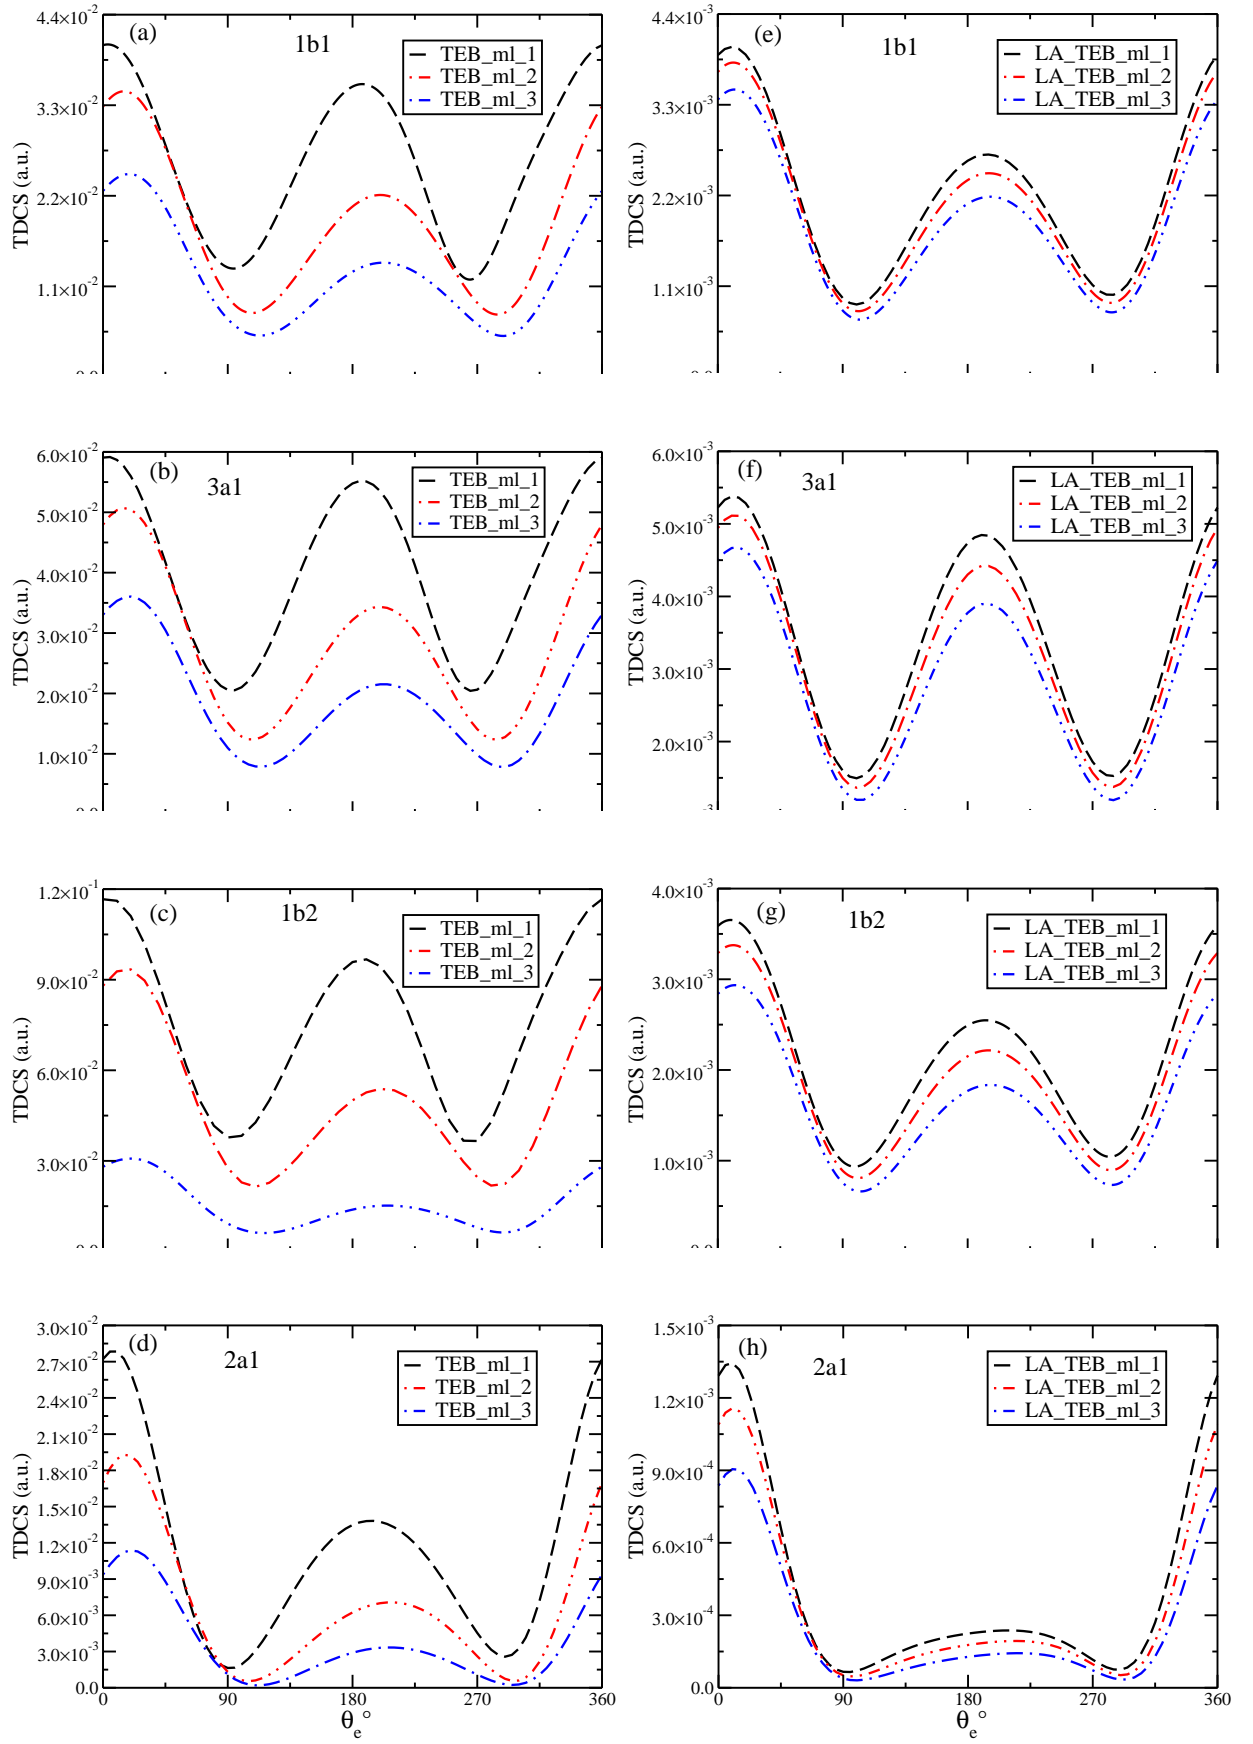 (a)
1b1
TEB_ml_1
TEB_ml_2
TEB_ml_3
4.4×10-2
3.3×10-2
2.2×10-2
1.1×10-2
TDCS (a.u.)
(e)
1b1
LA_TEB_ml_1
LA_TEB_ml_2
LA_TEB_ml_3
4.4×10-3
3.3×10-3
2.2×10-3
1.1×10-3
TDCS (a.u.)
(b)
3a1
TEB_ml_1
TEB_ml_2
TEB_ml_3
6.0×10-2
5.0×10-2
4.0×10-2
3.0×10-2
2.0×10-2
1.0×10-2
TDCS (a.u.)
(f)
3a1
LA_TEB_ml_1
LA_TEB_ml_2
LA_TEB_ml_3
6.0×10-3
5.0×10-3
4.0×10-3
3.0×10-3
2.0×10-3
TDCS (a.u.)
(c)
1b2
TEB_ml_1
TEB_ml_2
TEB_ml_3
1.2×10-1
9.0×10-2
6.0×10-2
3.0×10-2
TDCS (a.u.)
(g)
1b2
LA_TEB_ml_1
LA_TEB_ml_2
LA_TEB_ml_3
4.0×10-3
3.0×10-3
2.0×10-3
1.0×10-3
TDCS (a.u.)
(d)
2a1
TEB_ml_1
TEB_ml_2
TEB_ml_3
3.0×10-2
2.7×10-2
2.4×10-2
2.1×10-2
1.8×10-2
1.5×10-2
1.2×10-2
9.0×10-3
6.0×10-3
3.0×10-3
0.0
TDCS (a.u.)
0 90 180 270 360
θe°
(h)
2a1
LA_TEB_ml_1
LA_TEB_ml_2
LA_TEB_ml_3
1.5×10-3
1.2×10-3
9.0×10-4
6.0×10-4
3.0×10-4
0.0
TDCS (a.u.)
0 90 180 270 360
θe°